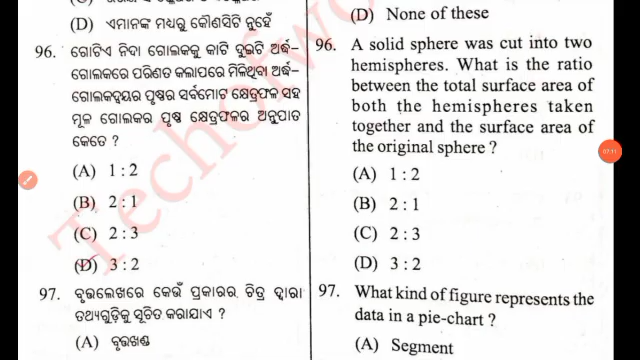 (D) ଏମାନଙ୍କ ମଧ୍ୟରୁ କୌଣସିଟି ନୁହେଁ
96. ଗୋଟିଏ ନିଦା ଗୋଲକକୁ କାଟି ଦୁଇଟି ଅର୍ଦ୍ଧ–
ଗୋଲକରେ ପରିଣତ କଲାପରେ ମିଳିଥିବା ଅର୍ଦ୍ଧ–
ଗୋଲକଦ୍ୱୟର ପୃଷ୍ଠର ସର୍ବମୋଟ କ୍ଷେତ୍ରଫଳ ସହ
ମୂଳ ଗୋଲକର ପୃଷ୍ଠ କ୍ଷେତ୍ରଫଳର ଅନୁପାତ
କେତେ ?
(A) 1 : 2
(B) 2 : 1
(C) 2 : 3
(D) 3 : 2
97. ବୃତ୍ତଲେଖରେ କେଉଁ ପ୍ରକାରର ଚିତ୍ର ଦ୍ୱାରା
ତଥ୍ୟଗୁଡ଼ିକୁ ସୂଚିତ କରାଯାଏ ?
(A) ବୃତ୍ତଖଣ୍ଡ
(D) None of these
96. A solid sphere was cut into two
hemispheres. What is the ratio
between the total surface area of
both the hemispheres taken
together and the surface area of
the original sphere ?
(A) 1 : 2
(B) 2 : 1
(C) 2 : 3
(D) 3 : 2
97. What kind of figure represents the
data in a pie-chart ?
(A) Segment
07:11